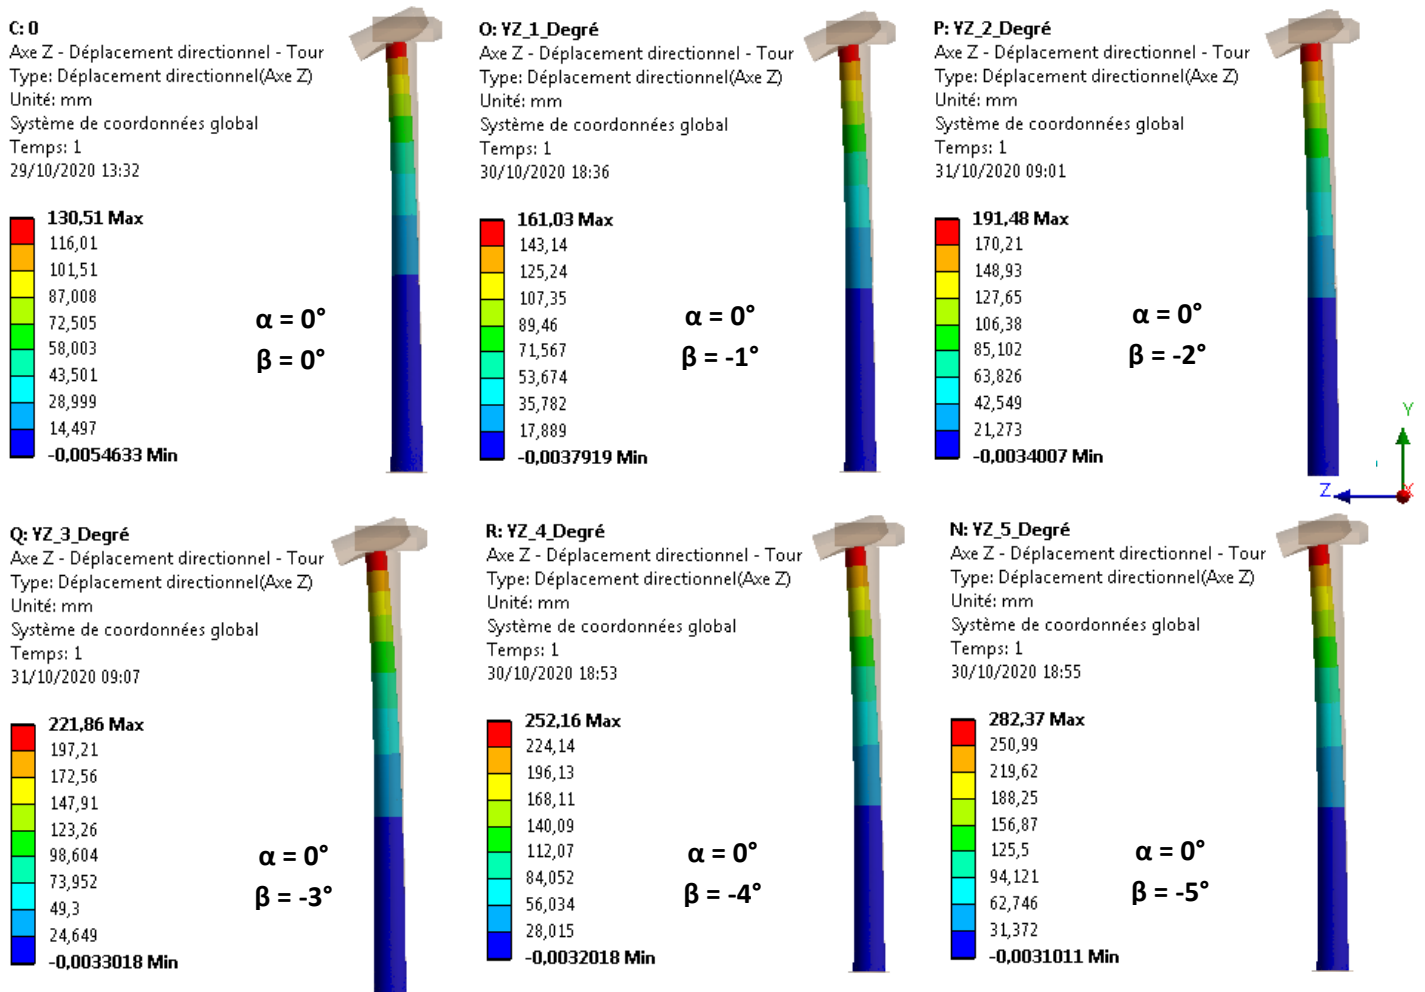 C: 0
Axe Z - Déplacement directionnel - Tour
Type: Déplacement directionnel(Axe Z)
Unité: mm
Système de coordonnées global
Temps: 1
29/10/2020 13:32
130,51 Max
116,01
101,51
87,008
72,505
58,003
43,501
28,999
14,497
-0,0054633 Min
α = 0°
β = 0°
O: YZ_1_Degré
Axe Z - Déplacement directionnel - Tour
Type: Déplacement directionnel(Axe Z)
Unité: mm
Système de coordonnées global
Temps: 1
30/10/2020 18:36
161,03 Max
143,14
125,24
107,35
89,46
71,567
53,674
35,782
17,889
-0,0037919 Min
α = 0°
β = -1°
P: YZ_2_Degré
Axe Z - Déplacement directionnel - Tour
Type: Déplacement directionnel(Axe Z)
Unité: mm
Système de coordonnées global
Temps: 1
31/10/2020 09:01
191,48 Max
170,21
148,93
127,65
106,38
85,102
63,826
42,549
21,273
-0,0034007 Min
α = 0°
β = -2°
Y
Z
X
Q: YZ_3_Degré
Axe Z - Déplacement directionnel - Tour
Type: Déplacement directionnel(Axe Z)
Unité: mm
Système de coordonnées global
Temps: 1
31/10/2020 09:07
221,86 Max
197,21
172,56
147,91
123,26
98,604
73,952
49,3
24,649
-0,0033018 Min
α = 0°
β = -3°
R: YZ_4_Degré
Axe Z - Déplacement directionnel - Tour
Type: Déplacement directionnel(Axe Z)
Unité: mm
Système de coordonnées global
Temps: 1
30/10/2020 18:53
252,16 Max
224,14
196,13
168,11
140,09
112,07
84,052
56,034
28,015
-0,0032018 Min
α = 0°
β = -4°
N: YZ_5_Degré
Axe Z - Déplacement directionnel - Tour
Type: Déplacement directionnel(Axe Z)
Unité: mm
Système de coordonnées global
Temps: 1
30/10/2020 18:55
282,37 Max
250,99
219,62
188,25
156,87
125,5
94,121
62,746
31,372
-0,0031011 Min
α = 0°
β = -5°